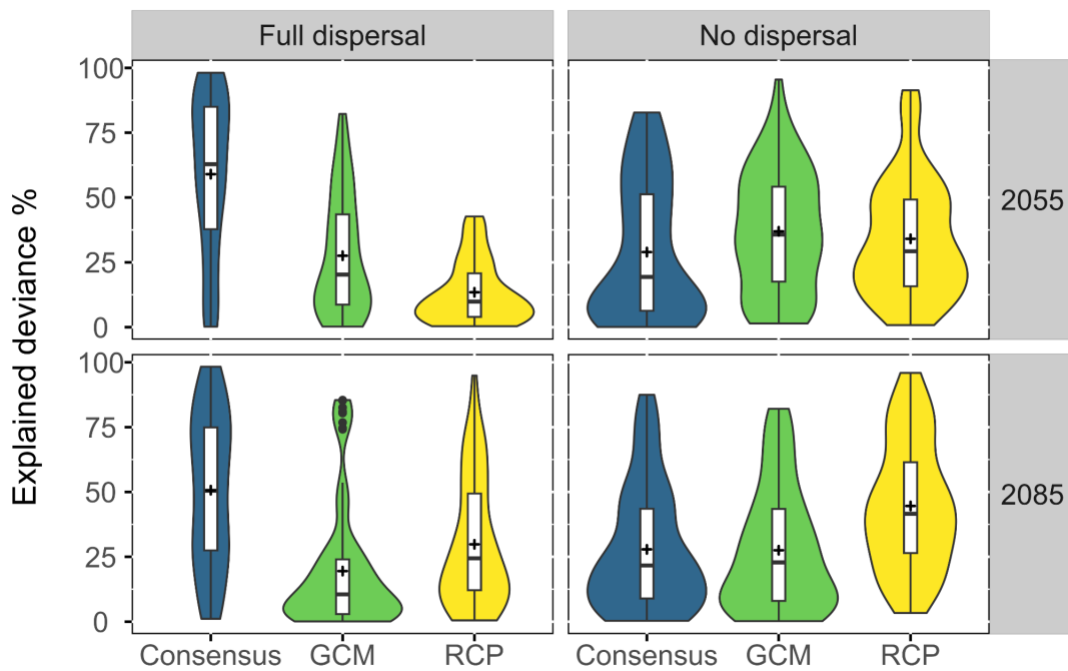 Full dispersal
No dispersal
Explained deviance %
100
75
50
25
0
2055
100
75
50
25
0
2085
Consensus
GCM
RCP
Consensus
GCM
RCP